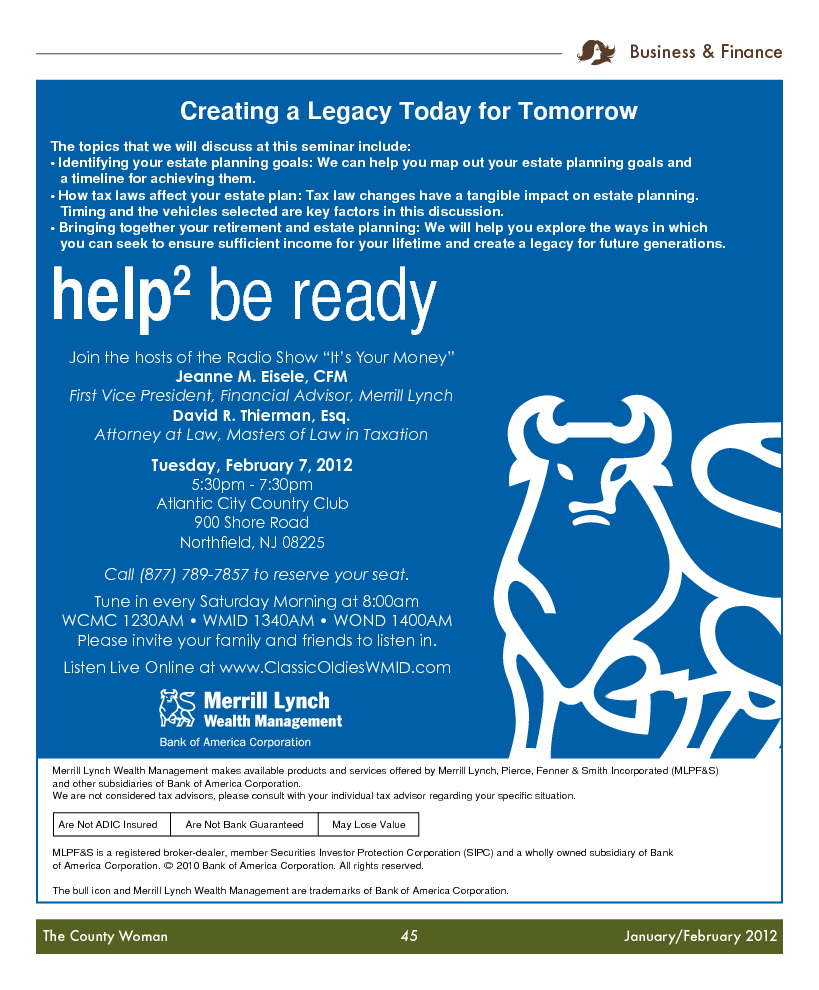 Business & Finance
Creating a Legacy Today for Tomorrow
The topics that we will discuss at this seminar include:
• Identifying your estate planning goals: We can help you map out your estate planning goals and
a timeline for achieving them.
• How tax laws affect your estate plan: Tax law changes have a tangible impact on estate planning.
Timing and the vehicles selected are key factors in this discussion.
• Bringing together your retirement and estate planning: We will help you explore the ways in which
you can seek to ensure sufficient income for your lifetime and create a legacy for future generations.
help² be ready
Join the hosts of the Radio Show “It’s Your Money”
Jeanne M. Eisele, CFM
First Vice President, Financial Advisor, Merrill Lynch
David R. Thierman, Esq.
Attorney at Law, Masters of Law in Taxation
Tuesday, February 7, 2012
5:30pm - 7:30pm
Atlantic City Country Club
900 Shore Road
Northfield, NJ 08225
Call (877) 789-7857 to reserve your seat.
Tune in every Saturday Morning at 8:00am
WCMC 1230AM • WMID 1340AM • WOND 1400AM
Please invite your family and friends to listen in.
Listen Live Online at www.ClassicOldiesWMID.com
Merrill Lynch
Wealth Management
Bank of America Corporation
Merrill Lynch Wealth Management makes available products and services offered by Merrill Lynch, Pierce, Fenner & Smith Incorporated (MLPF&S)
and other subsidiaries of Bank of America Corporation.
We are not considered tax advisors, please consult with your individual tax advisor regarding your specific situation.
Are Not ADIC Insured Are Not Bank Guaranteed May Lose Value
MLPF&S is a registered broker-dealer, member Securities Investor Protection Corporation (SIPC) and a wholly owned subsidiary of Bank
of America Corporation. © 2010 Bank of America Corporation. All rights reserved.
The bull icon and Merrill Lynch Wealth Management are trademarks of Bank of America Corporation.
The County Woman 45 January/February 2012